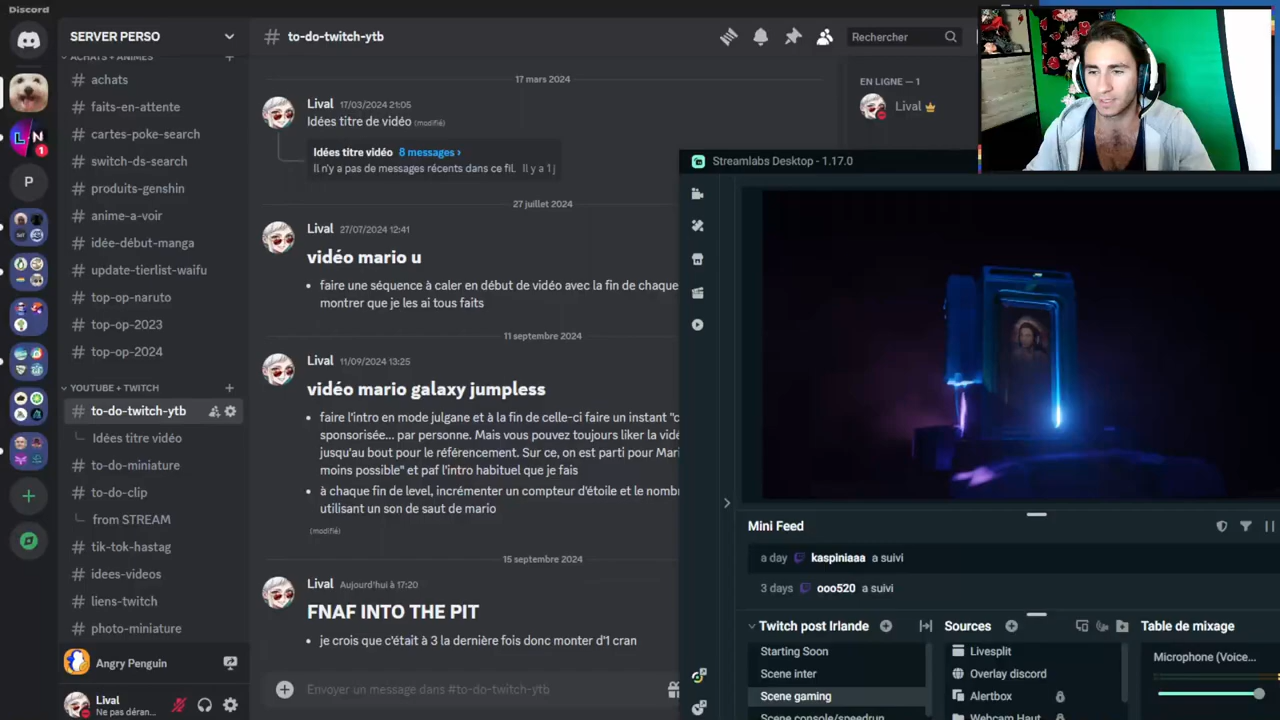 Discord
SERVER PERSO
ACHATS + ANIMES
achats
faits-en-attente
cartes-poke-search
switch-ds-search
produits-genshin
anime-a-voir
idée-début-manga
update-tierlist-waifu
top-op-naruto
top-op-2023
top-op-2024
YOUTUBE + TWITCH
to-do-twitch-ytb
Idées titre vidéo
to-do-miniature
to-do-clip
from STREAM
tik-tok-hastag
idees-videos
liens-twitch
photo-miniature
Angry Penguin
Lival
Ne pas déran...
P
1
# to-do-twitch-ytb
Rechercher
17 mars 2024
Lival 17/03/2024 21:05
Idées titre de vidéo (modifié)
Idées titre vidéo 8 messages ›
Il n'y a pas de messages récents dans ce fil. Il y a 1 j
27 juillet 2024
Lival 27/07/2024 12:41
vidéo mario u
• faire une séquence à caler en début de vidéo avec la fin de chaque
montrer que je les ai tous faits
11 septembre 2024
Lival 11/09/2024 13:25
vidéo mario galaxy jumpless
• faire l'intro en mode julgane et à la fin de celle-ci faire un instant "c
sponsorisée... par personne. Mais vous pouvez toujours liker la vidé
jusqu'au bout pour le référencement. Sur ce, on est parti pour Mari
moins possible" et paf l'intro habituel que je fais
• à chaque fin de level, incrémenter un compteur d'étoile et le nomb
utilisant un son de saut de mario
(modifié)
15 septembre 2024
Lival Aujourd'hui à 17:20
FNAF INTO THE PIT
• je crois que c'était à 3 la dernière fois donc monter d'1 cran
Envoyer un message dans #to-do-twitch-ytb
EN LIGNE — 1
Lival
Streamlabs Desktop - 1.17.0
Mini Feed
a day kaspiniaaa a suivi
3 days ooo520 a suivi
Twitch post Irlande
Starting Soon
Scene inter
Scene gaming
Scene console/speedrun
Sources
Livesplit
Overlay discord
Alertbox
Webcam Haut
Table de mixage
Microphone (Voice...